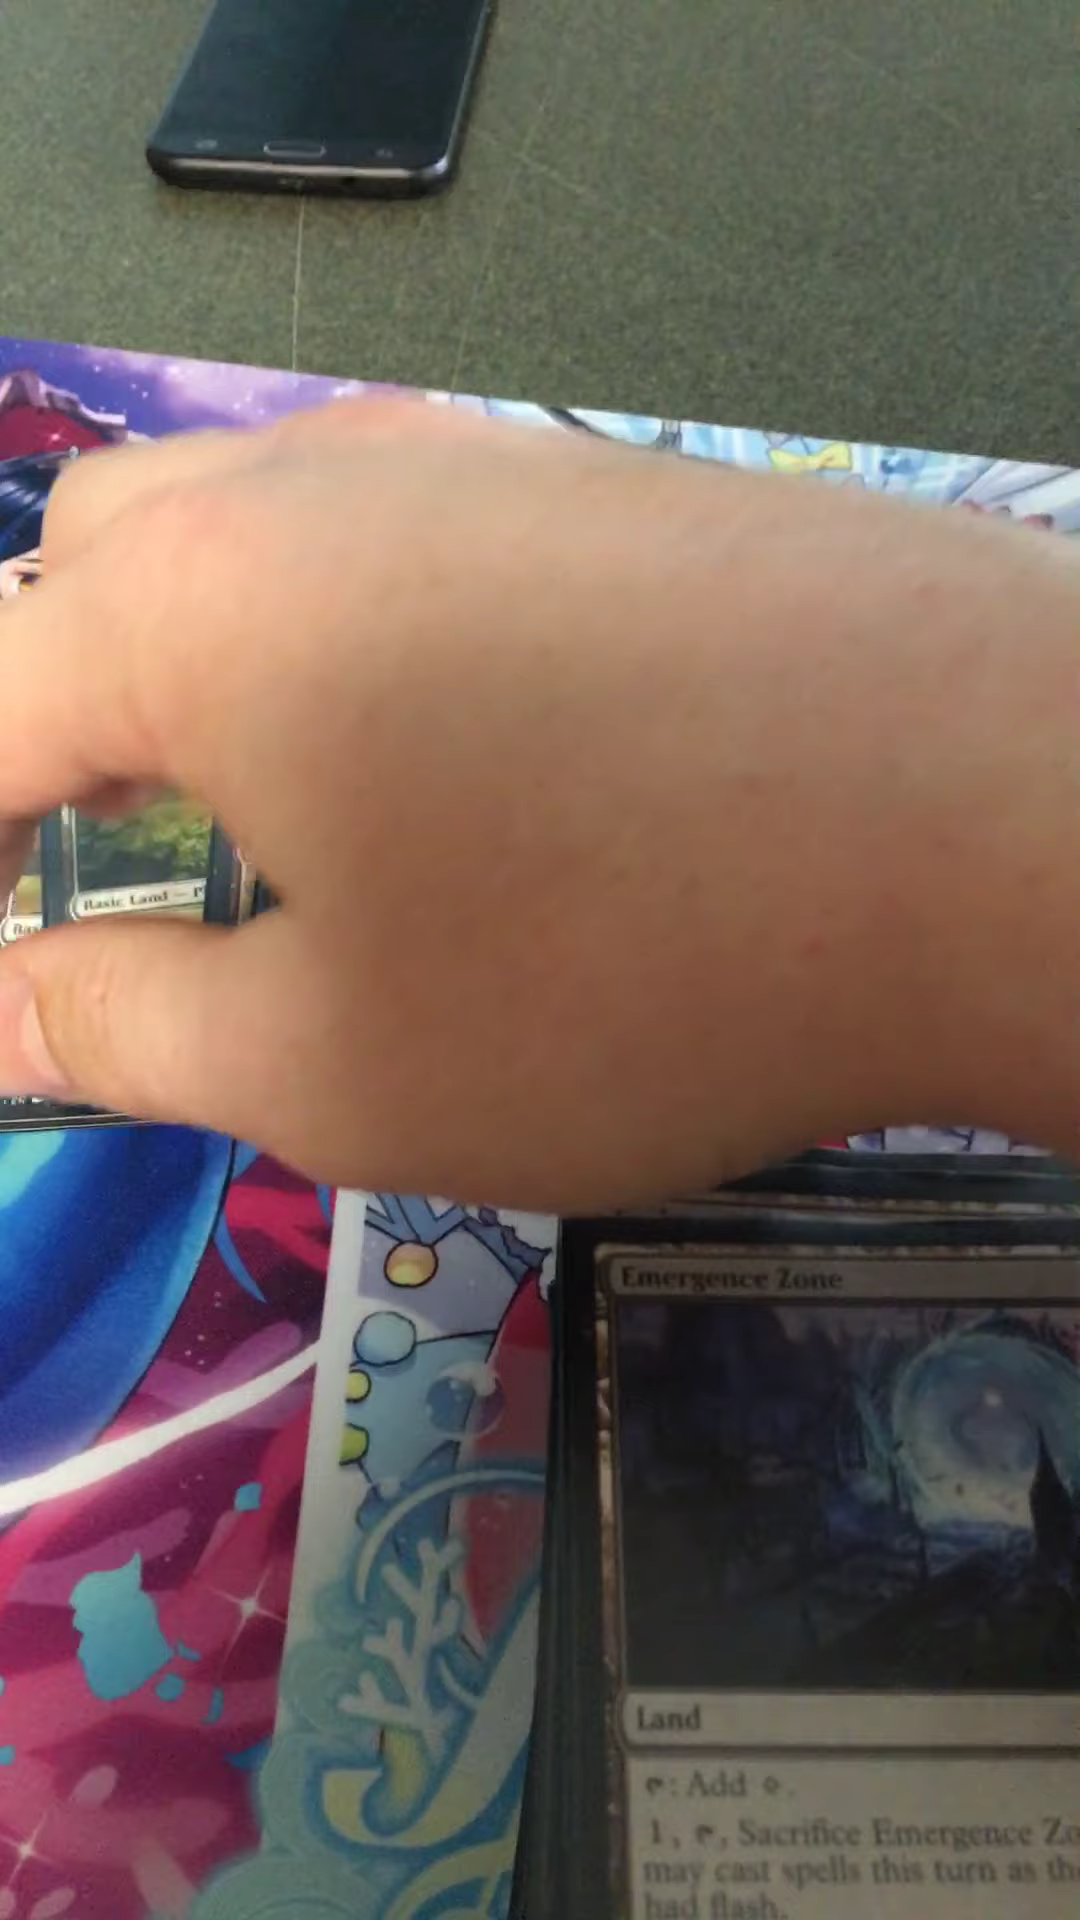 Basic Land — P
Bas
Emergence Zone
Land
: Add
1, , Sacrifice Emergence Zo
may cast spells this turn as th
had flash.